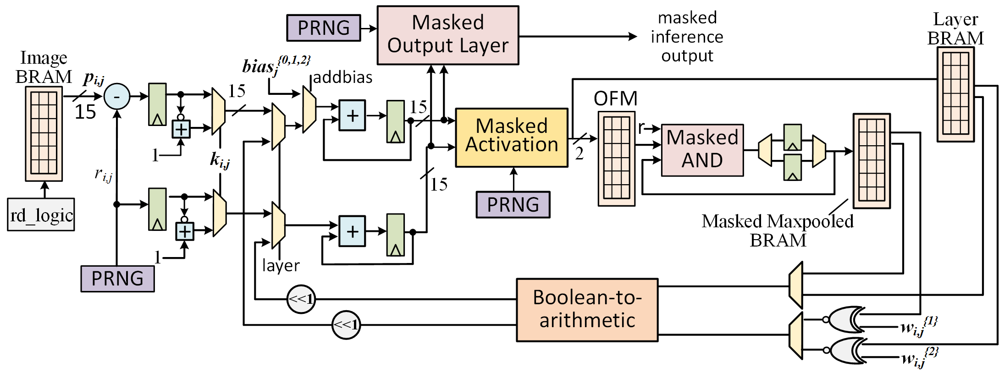 PRNG
Masked
Output Layer
masked
inference
output
Layer
BRAM
Image
BRAM
p_{i,j}
15
-
bias_j^{{0,1,2}}
addbias
15
+
1
k_{i,j}
r_{i,j}
rd_logic
PRNG
+
1
layer
+
15
+
15
Masked
Activation
PRNG
2
OFM
r
Masked
AND
Masked Maxpooled
BRAM
<<1
<<1
Boolean-to-
arithmetic
w_{i,j}^{{1}}
w_{i,j}^{{2}}